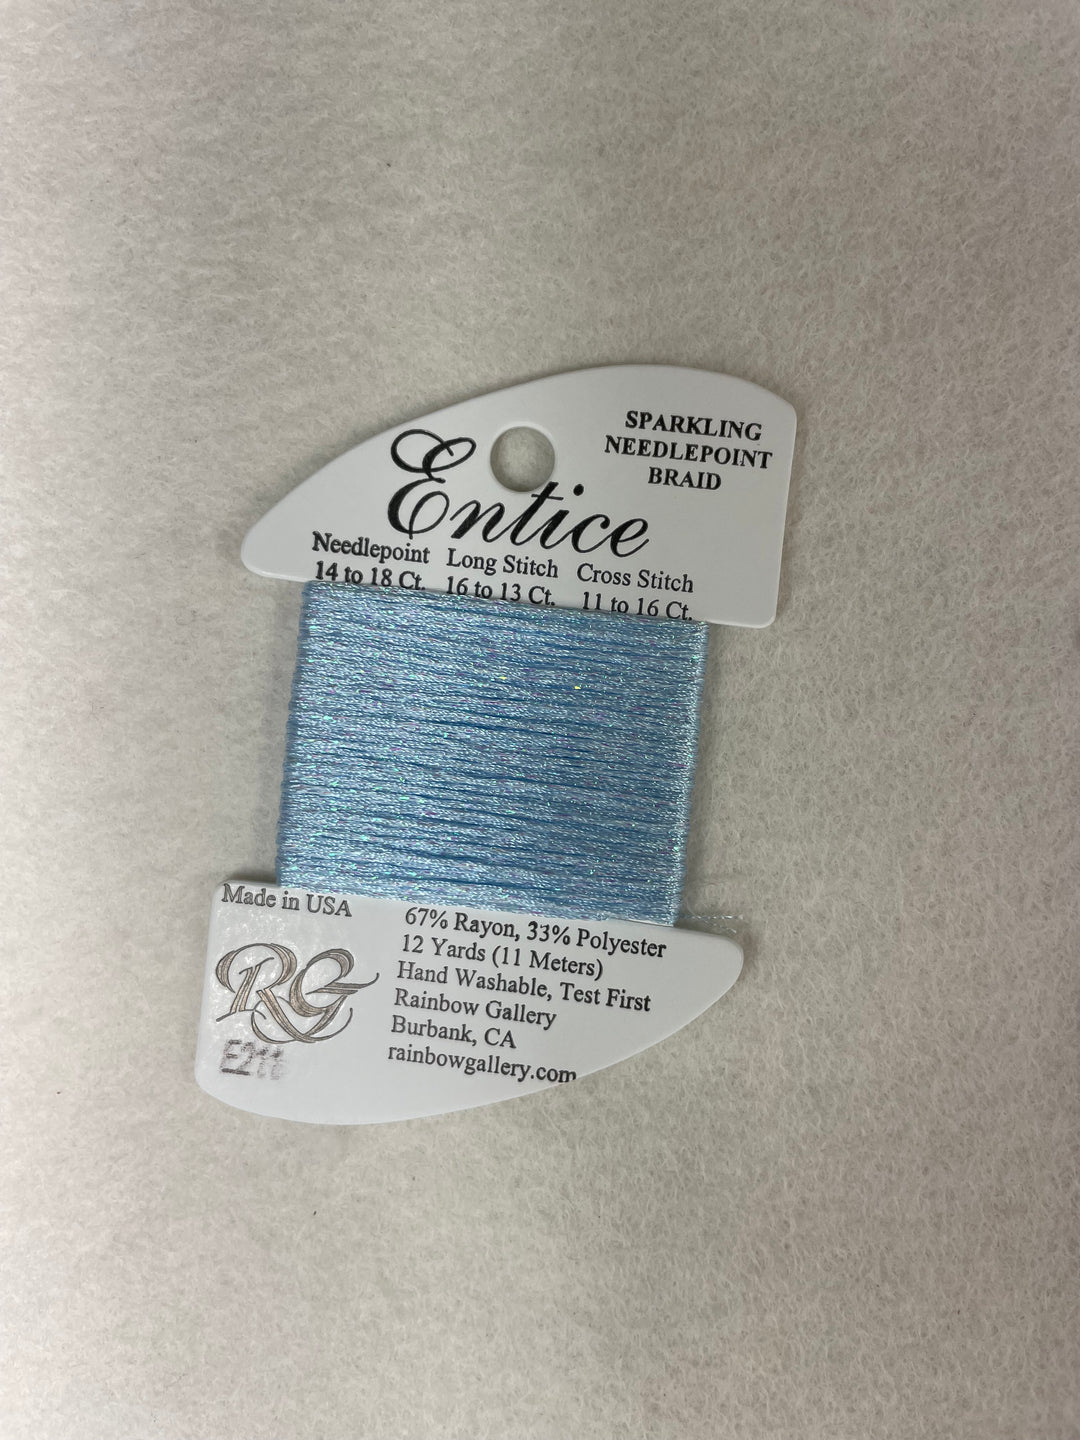 SPARKLING
NEEDLEPOINT
BRAID
Entice
Needlepoint Long Stitch Cross Stitch
14 to 18 Ct. 16 to 13 Ct. 11 to 16 Ct.
Made in USA
RG
67% Rayon, 33% Polyester
12 Yards (11 Meters)
Hand Washable, Test First
Rainbow Gallery
Burbank, CA
rainbowgallery.com